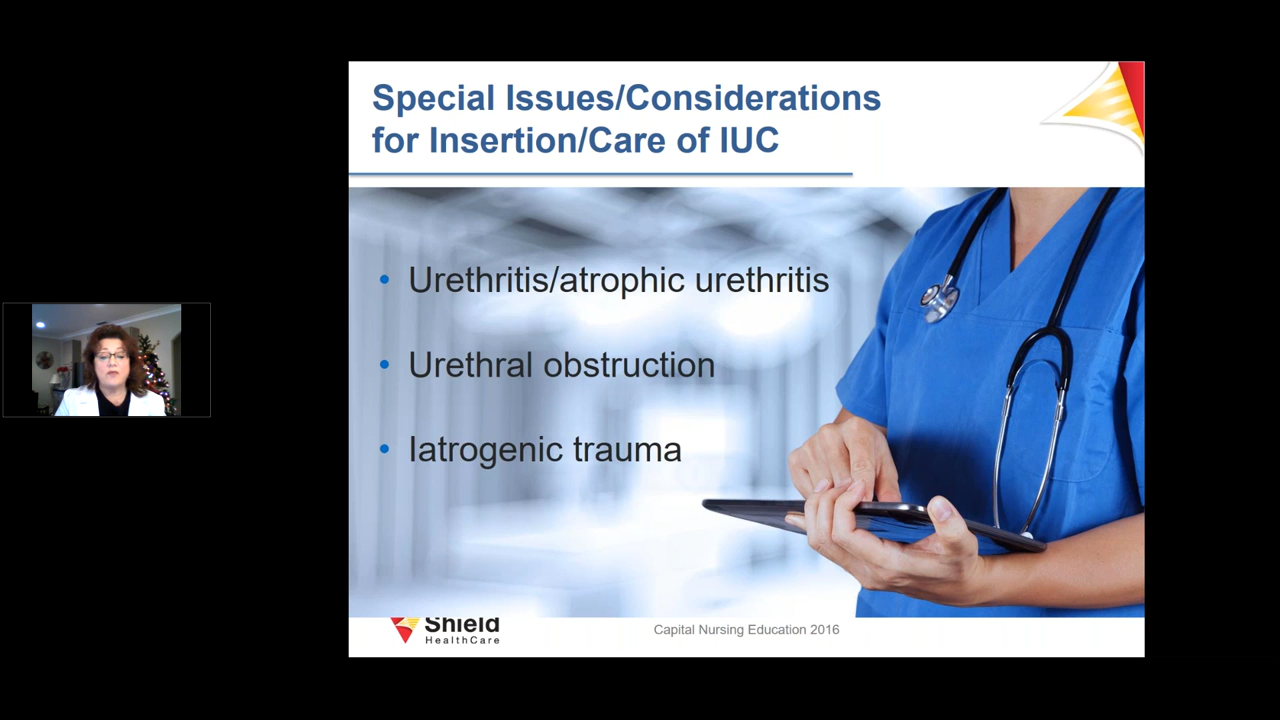 Special Issues/Considerations
for Insertion/Care of IUC
• Urethritis/atrophic urethritis
• Urethral obstruction
• Iatrogenic trauma
Shield
HealthCare
Capital Nursing Education 2016